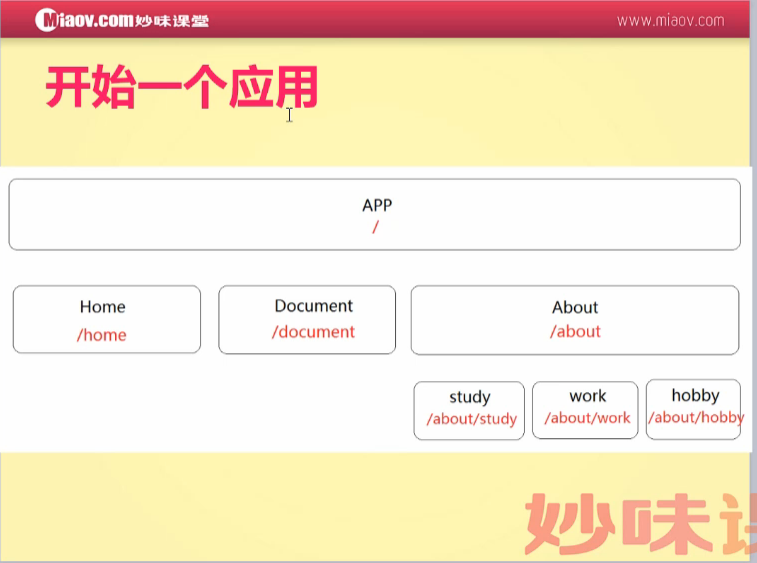 Miaov.com妙味课堂
www.miaov.com
开始一个应用
APP
/
Home
/home
Document
/document
About
/about
study
/about/study
work
/about/work
hobby
/about/hobby
妙味